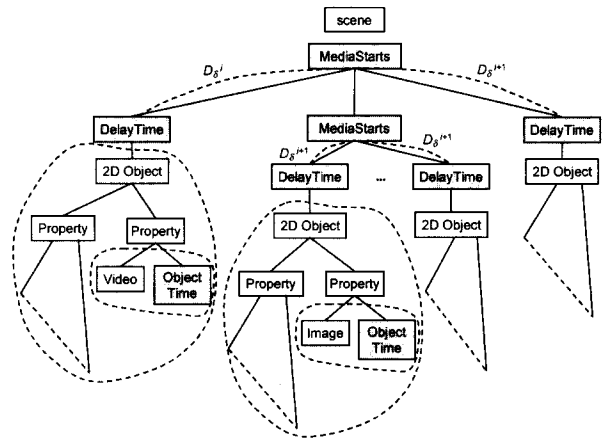 scene
MediaStarts
D_δ^i
D_δ^{i+1}
DelayTime
MediaStarts
DelayTime
D_δ^{i+1}
D_δ^{i+1}
2D Object
DelayTime
...
DelayTime
2D Object
Property
Property
2D Object
2D Object
Video
Object
Time
Property
Property
Image
Object
Time